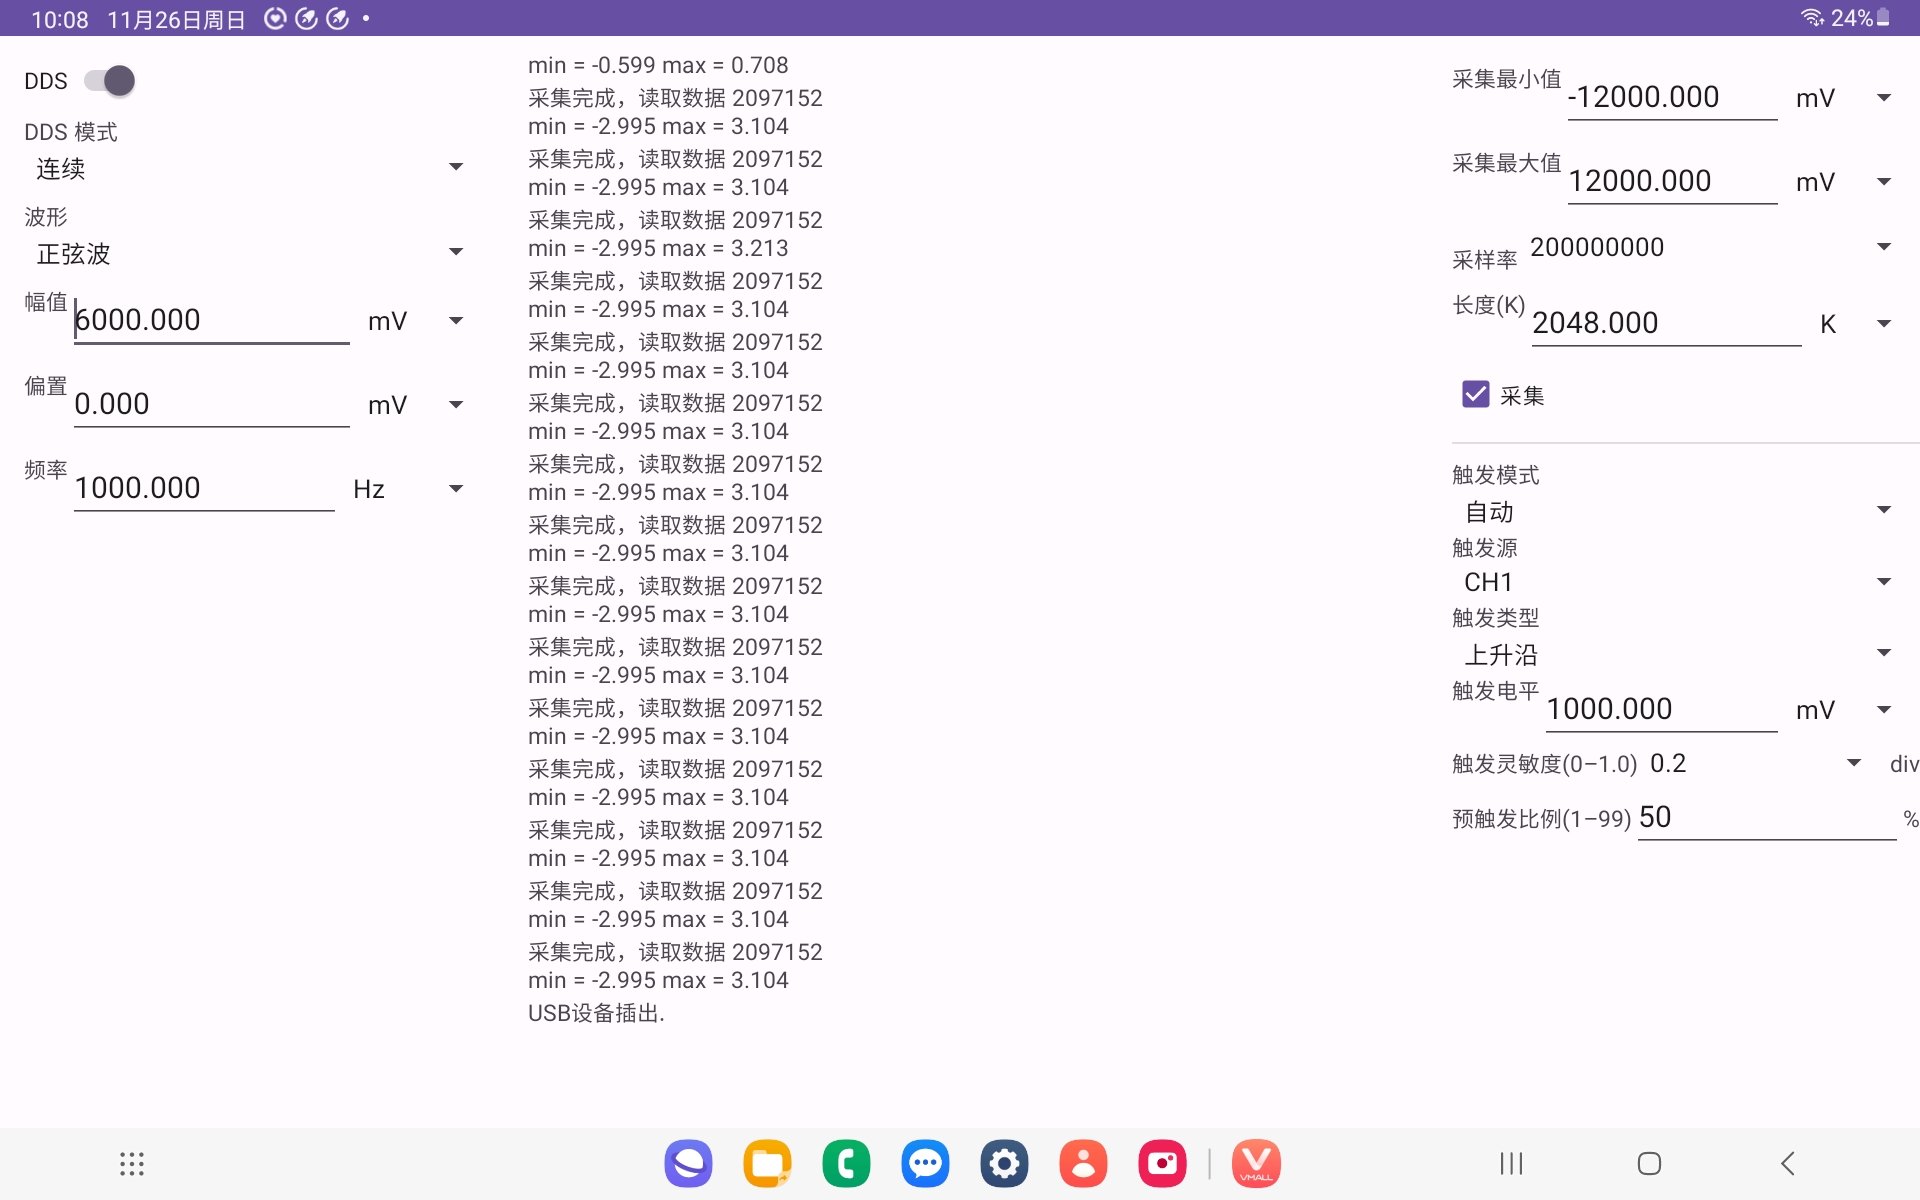 10:08 11月26日周日
24%
DDS
DDS 模式
连续
波形
正弦波
幅值 6000.000 mV
偏置 0.000 mV
频率 1000.000 Hz
min = -0.599 max = 0.708
采集完成，读取数据 2097152
min = -2.995 max = 3.104
采集完成，读取数据 2097152
min = -2.995 max = 3.104
采集完成，读取数据 2097152
min = -2.995 max = 3.213
采集完成，读取数据 2097152
min = -2.995 max = 3.104
采集完成，读取数据 2097152
min = -2.995 max = 3.104
采集完成，读取数据 2097152
min = -2.995 max = 3.104
采集完成，读取数据 2097152
min = -2.995 max = 3.104
采集完成，读取数据 2097152
min = -2.995 max = 3.104
采集完成，读取数据 2097152
min = -2.995 max = 3.104
采集完成，读取数据 2097152
min = -2.995 max = 3.104
采集完成，读取数据 2097152
min = -2.995 max = 3.104
采集完成，读取数据 2097152
min = -2.995 max = 3.104
采集完成，读取数据 2097152
min = -2.995 max = 3.104
采集完成，读取数据 2097152
min = -2.995 max = 3.104
采集完成，读取数据 2097152
min = -2.995 max = 3.104
USB设备插出.
采集最小值 -12000.000 mV
采集最大值 12000.000 mV
采样率 200000000
长度(K) 2048.000 K
采集
触发模式
自动
触发源
CH1
触发类型
上升沿
触发电平 1000.000 mV
触发灵敏度(0–1.0) 0.2 div
预触发比例(1–99) 50 %
VMALL